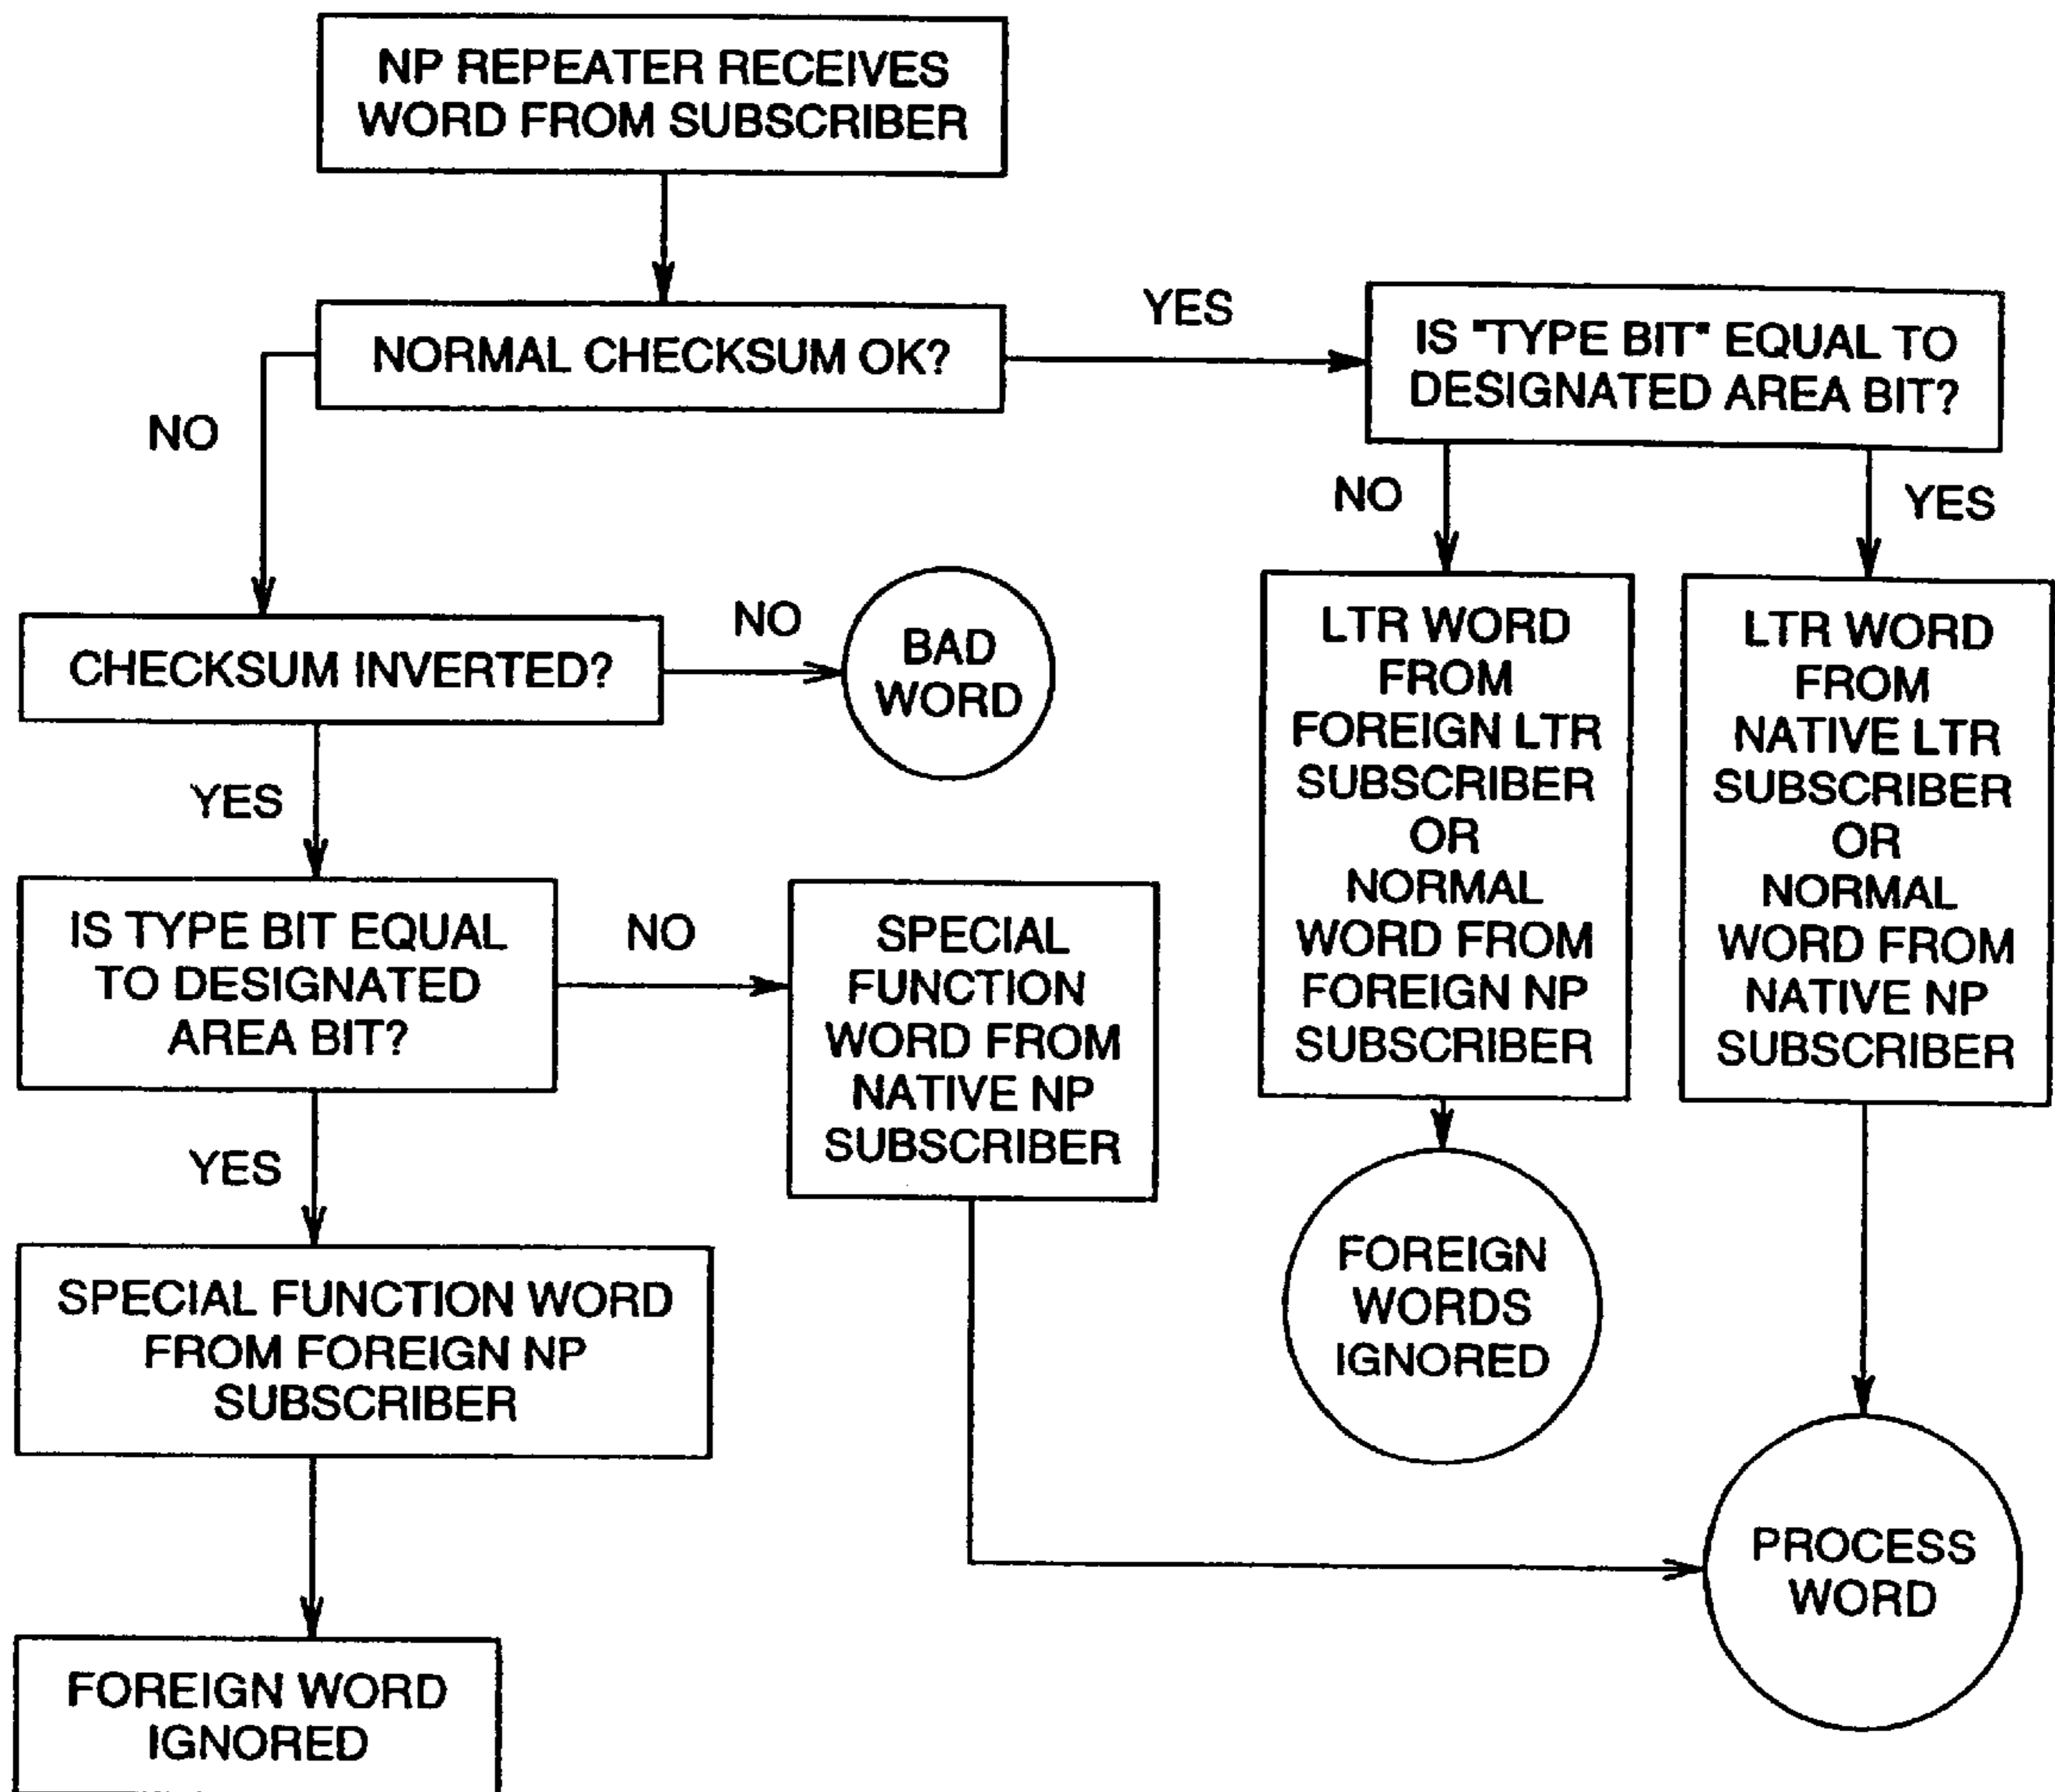 NP REPEATER RECEIVES
WORD FROM SUBSCRIBER
NORMAL CHECKSUM OK?
YES
IS "TYPE BIT" EQUAL TO
DESIGNATED AREA BIT?
NO
NO
YES
CHECKSUM INVERTED?
NO
BAD
WORD
LTR WORD
FROM
FOREIGN LTR
SUBSCRIBER
OR
NORMAL
WORD FROM
FOREIGN NP
SUBSCRIBER
LTR WORD
FROM
NATIVE LTR
SUBSCRIBER
OR
NORMAL
WORD FROM
NATIVE NP
SUBSCRIBER
YES
IS TYPE BIT EQUAL
TO DESIGNATED
AREA BIT?
NO
SPECIAL
FUNCTION
WORD FROM
NATIVE NP
SUBSCRIBER
YES
SPECIAL FUNCTION WORD
FROM FOREIGN NP
SUBSCRIBER
FOREIGN
WORDS
IGNORED
PROCESS
WORD
FOREIGN WORD
IGNORED